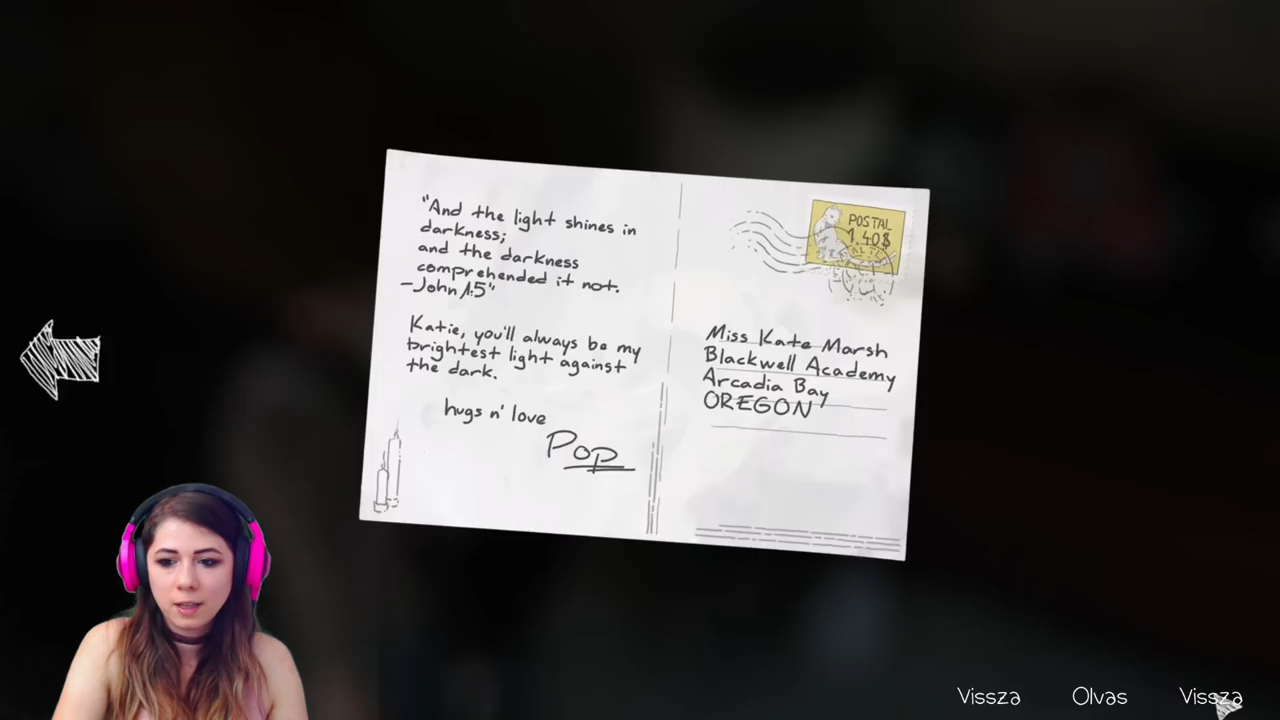 "And the light shines in
darkness;
and the darkness
comprehended it not.
-John 1:5"
Katie, you'll always be my
brightest light against
the dark.
hugs n' love
Pop
POSTAL
1.40$
Miss Kate Marsh
Blackwell Academy
Arcadia Bay
OREGON
Vissza
Olvas
Vissza